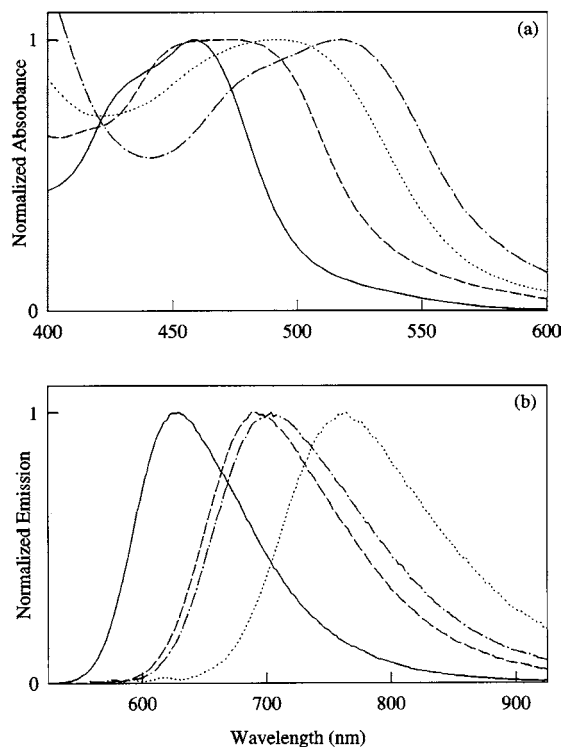 (a)
1
Normalized Absorbance
0
400 450 500 550 600
(b)
1
Normalized Emission
0
600 700 800 900
Wavelength (nm)